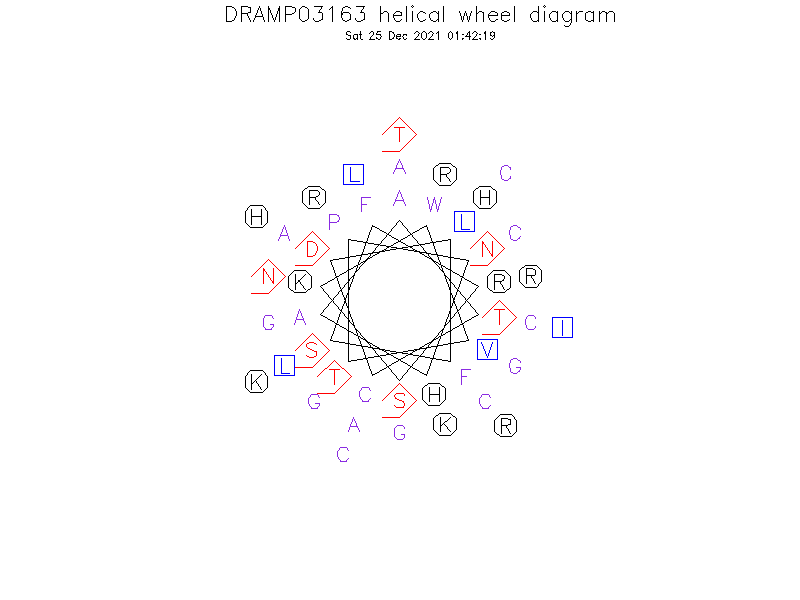 DRAMP03163 helical wheel diagram
Sat 25 Dec 2021 01:42:19
T
L A R C
R F A W H
H P L
A C
D N
N K R R
G A T C I
S V
L G
K T F
G C S H C
A G K R
C